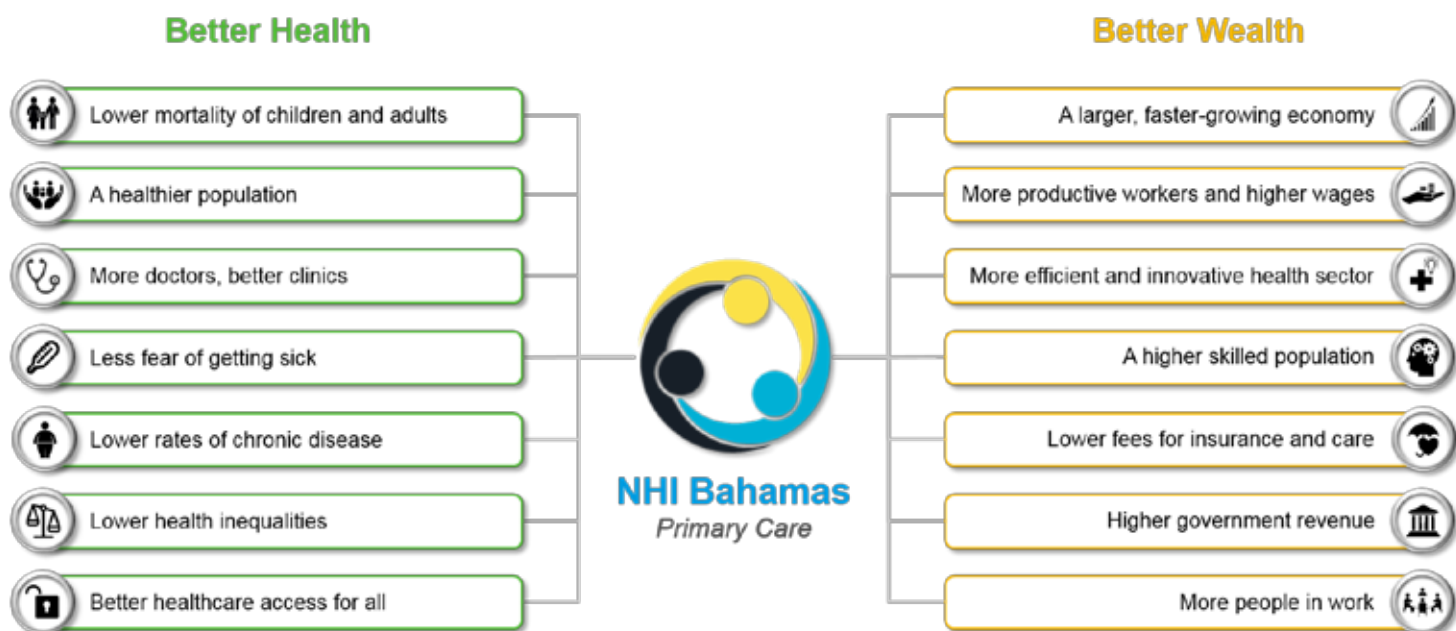 Better Health
Lower mortality of children and adults
A healthier population
More doctors, better clinics
Less fear of getting sick
Lower rates of chronic disease
Lower health inequalities
Better healthcare access for all
NHI Bahamas
Primary Care
Better Wealth
A larger, faster-growing economy
More productive workers and higher wages
More efficient and innovative health sector
A higher skilled population
Lower fees for insurance and care
Higher government revenue
More people in work